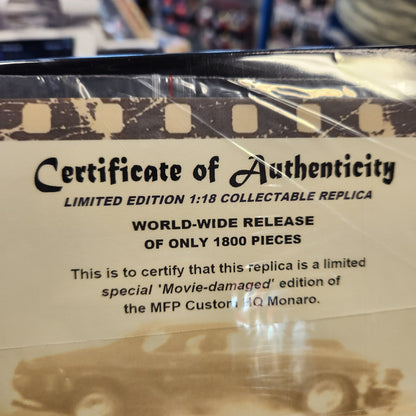 Certificate of Authenticity
LIMITED EDITION 1:18 COLLECTABLE REPLICA
WORLD-WIDE RELEASE
OF ONLY 1800 PIECES
This is to certify that this replica is a limited
special 'Movie-damaged' edition of
the MFP Custom HQ Monaro.